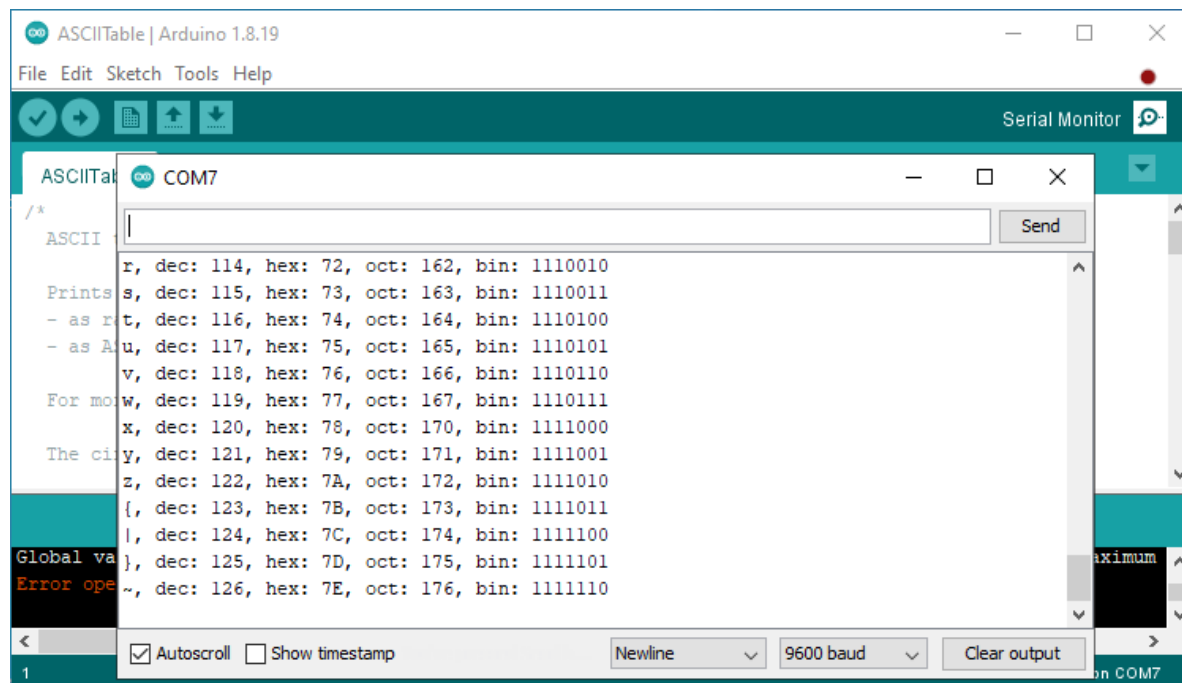 ASCIITable | Arduino 1.8.19
File Edit Sketch Tools Help
Serial Monitor
COM7
/*
ASCII
Send
Prints
- as
- as
For
The
r, dec: 114, hex: 72, oct: 162, bin: 1110010
s, dec: 115, hex: 73, oct: 163, bin: 1110011
t, dec: 116, hex: 74, oct: 164, bin: 1110100
u, dec: 117, hex: 75, oct: 165, bin: 1110101
v, dec: 118, hex: 76, oct: 166, bin: 1110110
w, dec: 119, hex: 77, oct: 167, bin: 1110111
x, dec: 120, hex: 78, oct: 170, bin: 1111000
y, dec: 121, hex: 79, oct: 171, bin: 1111001
z, dec: 122, hex: 7A, oct: 172, bin: 1111010
{, dec: 123, hex: 7B, oct: 173, bin: 1111011
|, dec: 124, hex: 7C, oct: 174, bin: 1111100
}, dec: 125, hex: 7D, oct: 175, bin: 1111101
~, dec: 126, hex: 7E, oct: 176, bin: 1111110
Global
Error
Autoscroll Show timestamp Newline 9600 baud Clear output
1 on COM7